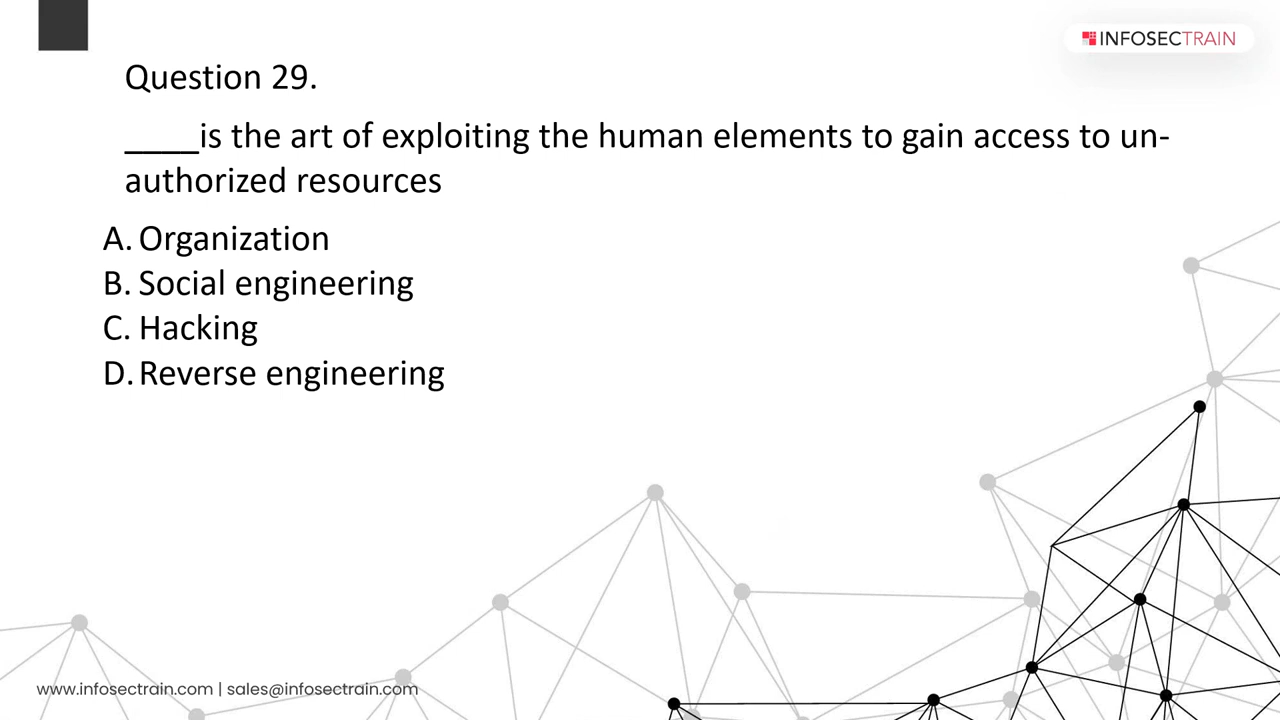 INFOSECTRAIN
Question 29.
____is the art of exploiting the human elements to gain access to un-
authorized resources
A. Organization
B. Social engineering
C. Hacking
D. Reverse engineering
www.infosectrain.com | sales@infosectrain.com